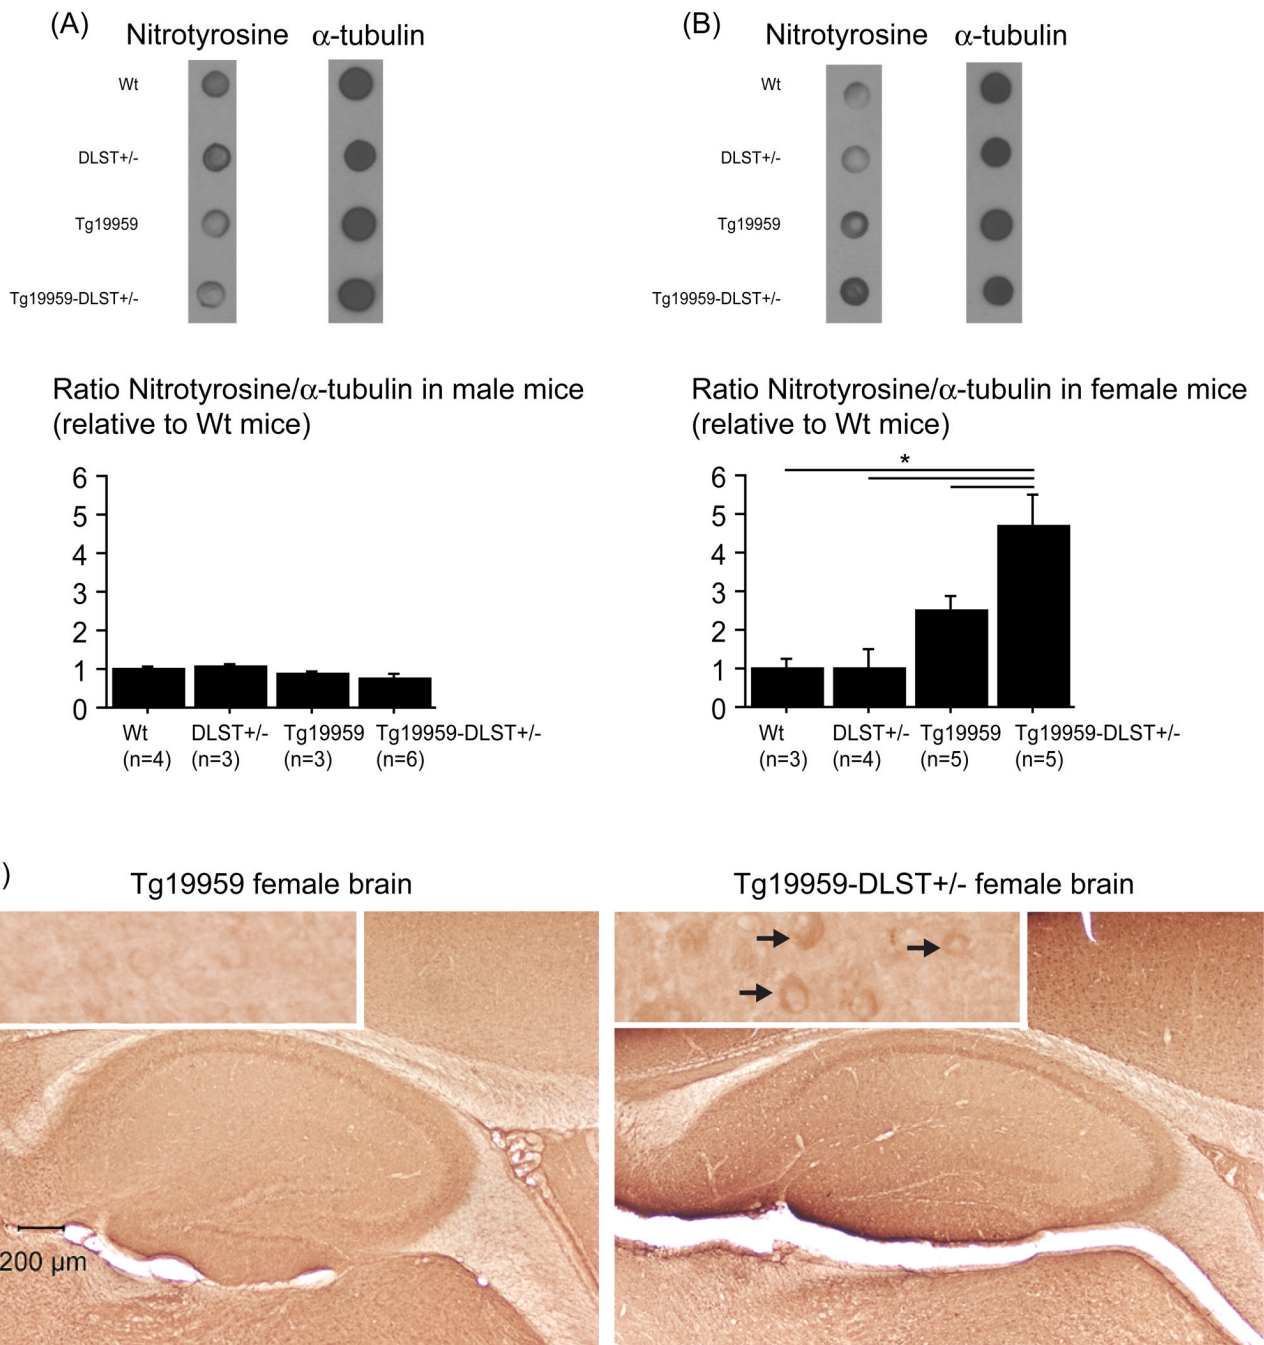 (A)
Nitrotyrosine α-tubulin
Wt
DLST+/-
Tg19959
Tg19959-DLST+/-
Ratio Nitrotyrosine/α-tubulin in male mice
(relative to Wt mice)
6
5
4
3
2
1
0
Wt DLST+/- Tg19959 Tg19959-DLST+/-
(n=4) (n=3) (n=3) (n=6)
(B)
Nitrotyrosine α-tubulin
Wt
DLST+/-
Tg19959
Tg19959-DLST+/-
Ratio Nitrotyrosine/α-tubulin in female mice
(relative to Wt mice)
*
6
5
4
3
2
1
0
Wt DLST+/- Tg19959 Tg19959-DLST+/-
(n=3) (n=4) (n=5) (n=5)
)
Tg19959 female brain
200 µm
Tg19959-DLST+/- female brain